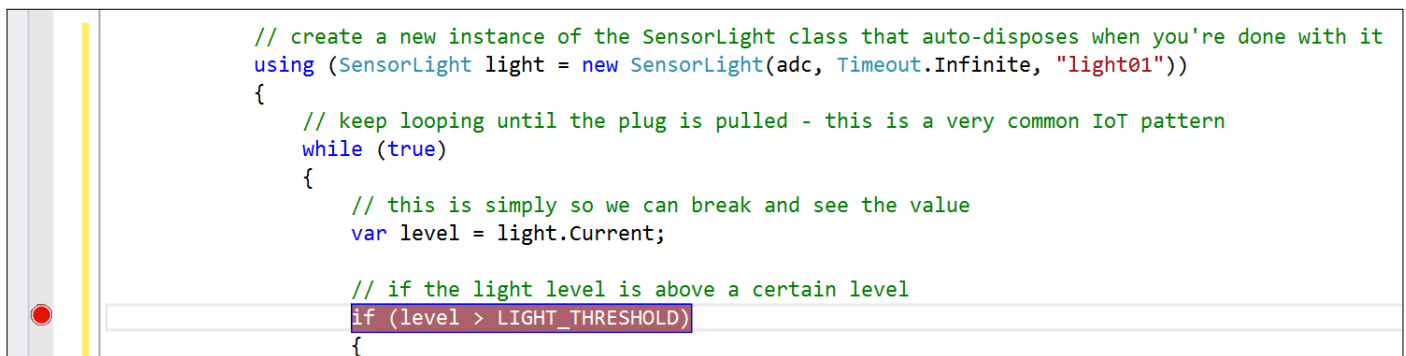 // create a new instance of the SensorLight class that auto-disposes when you're done with it
using (SensorLight light = new SensorLight(adc, Timeout.Infinite, "light01"))
{
// keep looping until the plug is pulled - this is a very common IoT pattern
while (true)
{
// this is simply so we can break and see the value
var level = light.Current;
// if the light level is above a certain level
if (level > LIGHT_THRESHOLD)
{